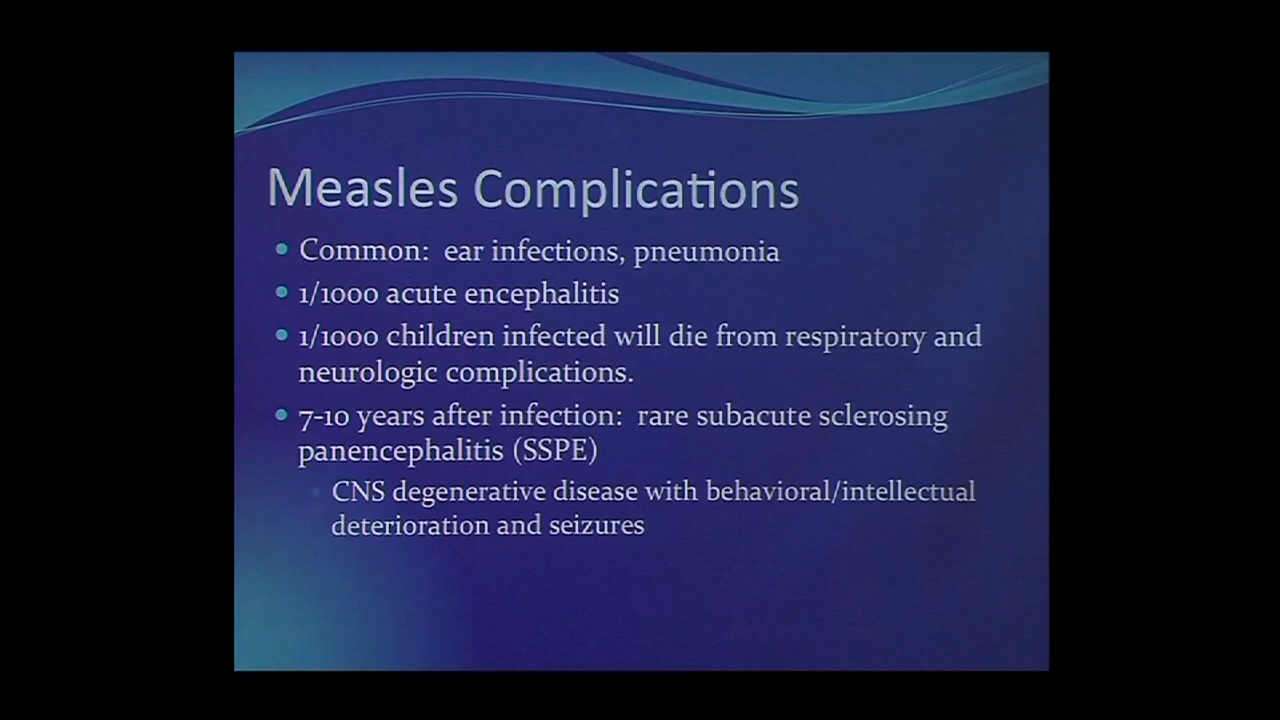 Measles Complications
Common: ear infections, pneumonia
1/1000 acute encephalitis
1/1000 children infected will die from respiratory and
neurologic complications.
7-10 years after infection: rare subacute sclerosing
panencephalitis (SSPE)
CNS degenerative disease with behavioral/intellectual
deterioration and seizures